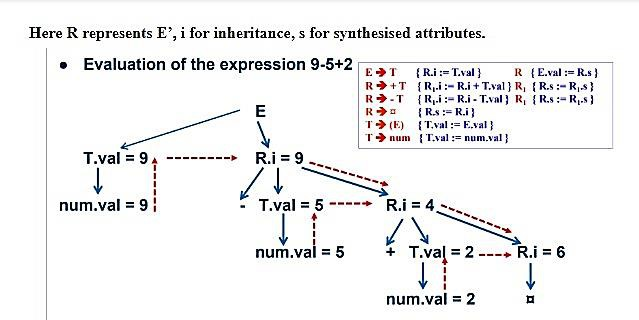 Here R represents E’, i for inheritance, s for synthesised attributes.
• Evaluation of the expression 9-5+2
E ➔ T { R.i := T.val } R { E.val := R.s }
R ➔ + T { R₁.i := R.i + T.val } R₁ { R.s := R₁.s }
R ➔ - T { R₁.i := R.i - T.val } R₁ { R.s := R₁.s }
R ➔ ¤ { R.s := R.i }
T ➔ (E) { T.val := E.val }
T ➔ num { T.val := num.val }
E
T.val = 9 R.i = 9
num.val = 9 - T.val = 5 R.i = 4
num.val = 5 + T.val = 2 R.i = 6
num.val = 2 ¤